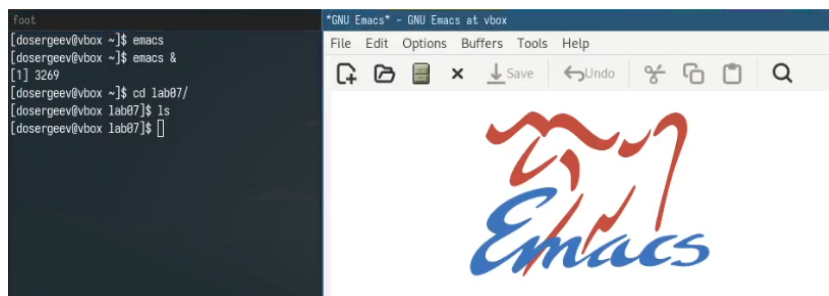 foot
[dosergeev@vbox ~]$ emacs
[dosergeev@vbox ~]$ emacs &
[1] 3269
[dosergeev@vbox ~]$ cd lab07/
[dosergeev@vbox lab07]$ ls
[dosergeev@vbox lab07]$
*GNU Emacs* - GNU Emacs at vbox
File Edit Options Buffers Tools Help
Save Undo
Emacs